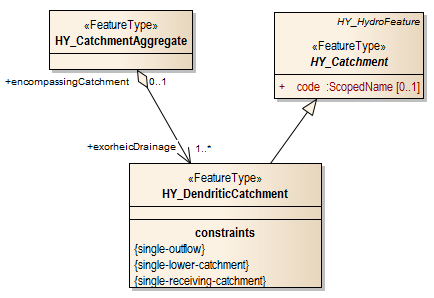 «FeatureType»
HY_CatchmentAggregate
HY_HydroFeature
«FeatureType»
HY_Catchment
+ code :ScopedName [0..1]
+encompassingCatchment
0..1
+exorheicDrainage
1..*
«FeatureType»
HY_DendriticCatchment
constraints
{single-outflow}
{single-lower-catchment}
{single-receiving-catchment}